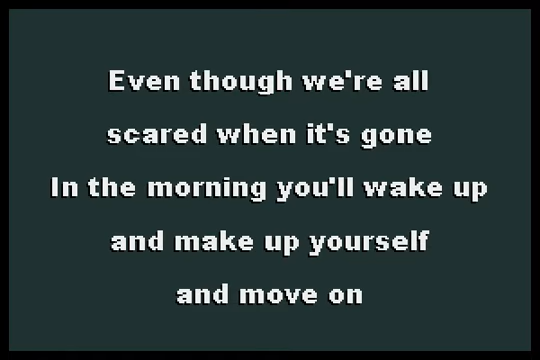 Even though we're all
scared when it's gone
In the morning you'll wake up
and make up yourself
and move on